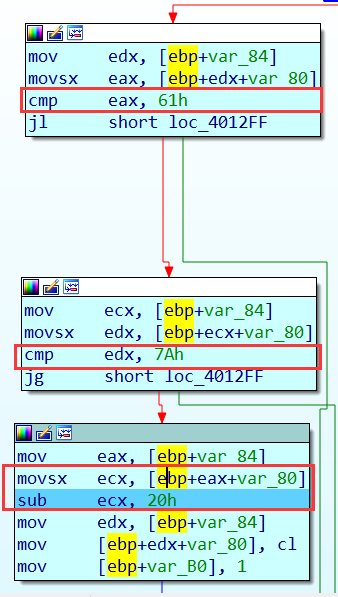 mov edx, [ebp+var_84]
movsx eax, [ebp+edx+var_80]
cmp eax, 61h
jl short loc_4012FF
mov ecx, [ebp+var_84]
movsx edx, [ebp+ecx+var_80]
cmp edx, 7Ah
jg short loc_4012FF
mov eax, [ebp+var_84]
movsx ecx, [ebp+eax+var_80]
sub ecx, 20h
mov edx, [ebp+var_84]
mov [ebp+edx+var_80], cl
mov [ebp+var_B0], 1